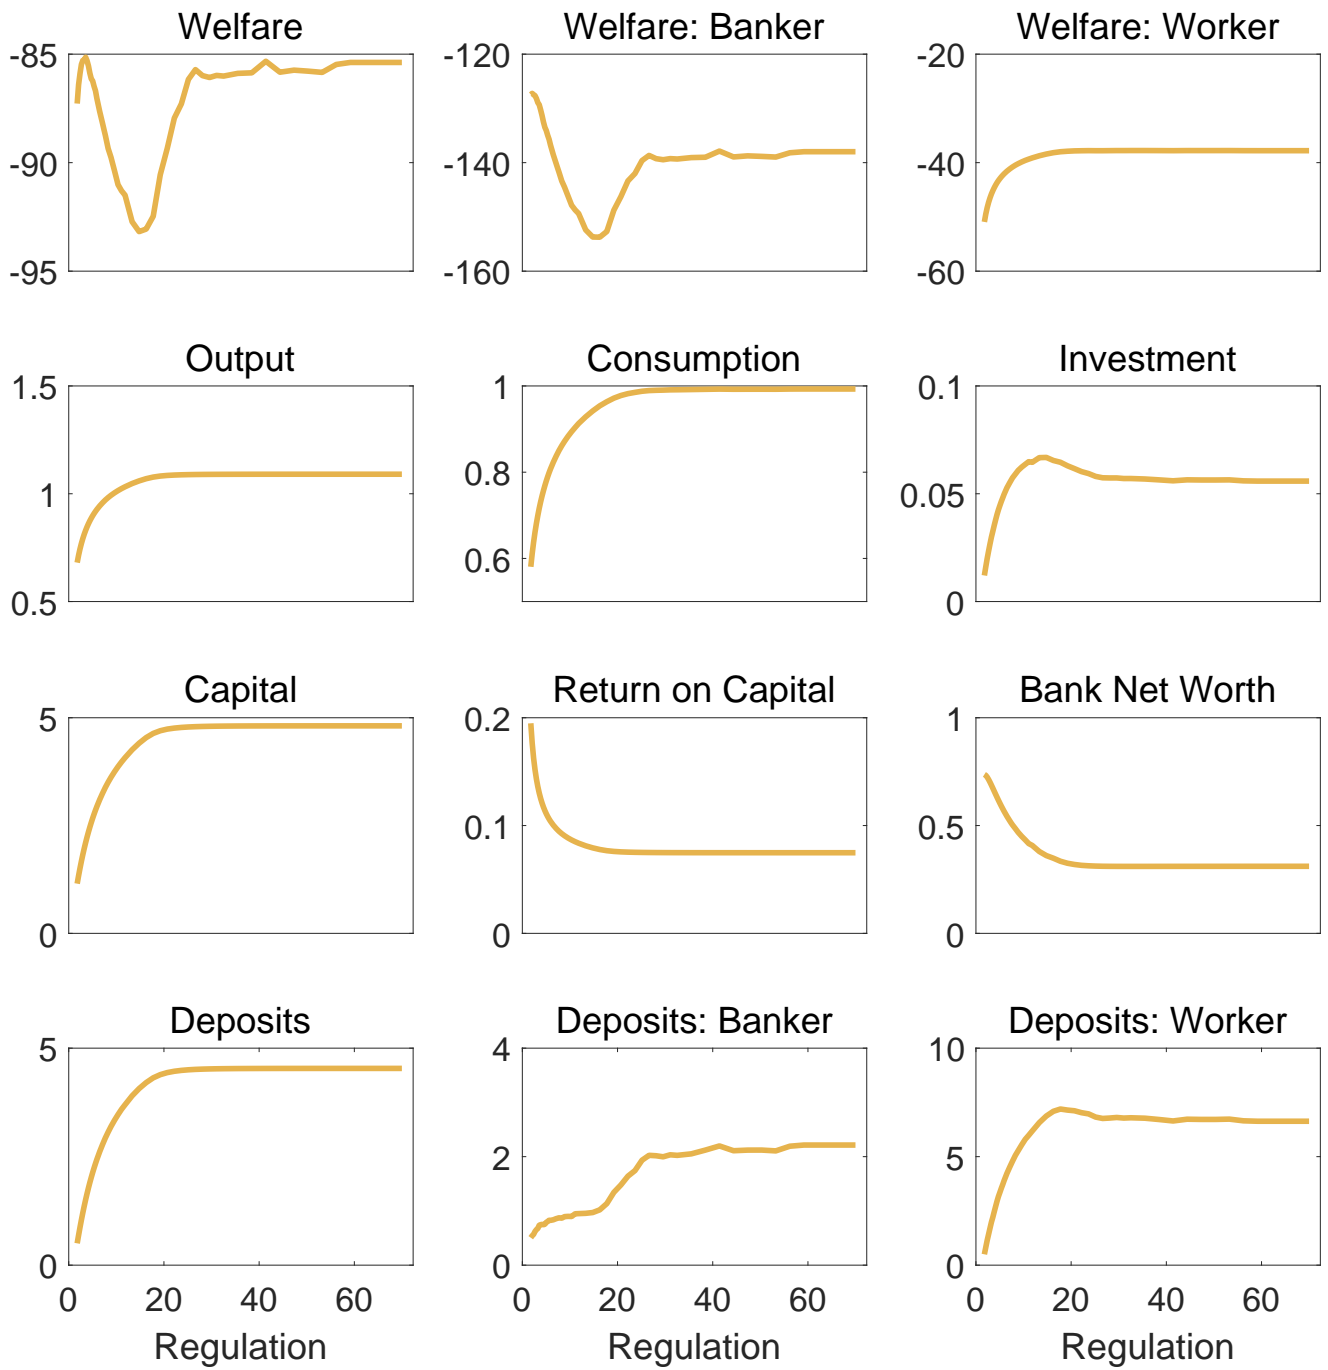 Welfare
Welfare: Banker
Welfare: Worker
-85
-90
-95
-120
-140
-160
-20
-40
-60
Output
Consumption
Investment
1.5
1
0.5
1
0.8
0.6
0.1
0.05
0
Capital
Return on Capital
Bank Net Worth
5
0
0.2
0.1
0
1
0.5
0
Deposits
Deposits: Banker
Deposits: Worker
5
0
4
2
0
10
5
0
0 20 40 60
0 20 40 60
0 20 40 60
Regulation
Regulation
Regulation